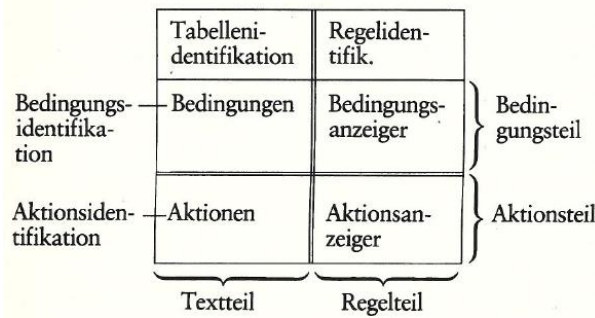 Tabelleni-
dentifikation
Regeliden-
tifik.
Bedingungs-
identifika-
tion
Bedingungen
Bedingungs-
anzeiger
Bedin-
gungsteil
Aktionsiden-
tifikation
Aktionen
Aktionsan-
zeiger
Aktionsteil
Textteil
Regelteil